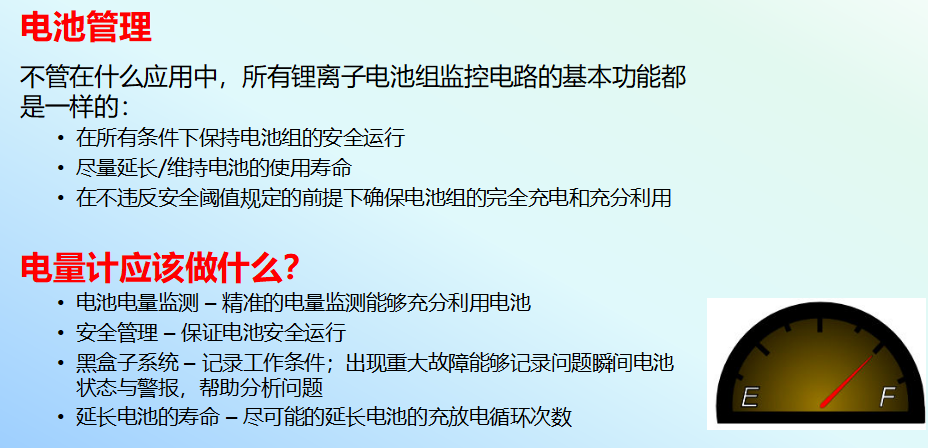 电池管理
不管在什么应用中，所有锂离子电池组监控电路的基本功能都
是一样的：
• 在所有条件下保持电池组的安全运行
• 尽量延长/维持电池的使用寿命
• 在不违反安全阈值规定的前提下确保电池组的完全充电和充分利用
电量计应该做什么？
• 电池电量监测 – 精准的电量监测能够充分利用电池
• 安全管理 – 保证电池安全运行
• 黑盒子系统 – 记录工作条件；出现重大故障能够记录问题瞬间电池
状态与警报，帮助分析问题
• 延长电池的寿命 – 尽可能的延长电池的充放电循环次数
E F